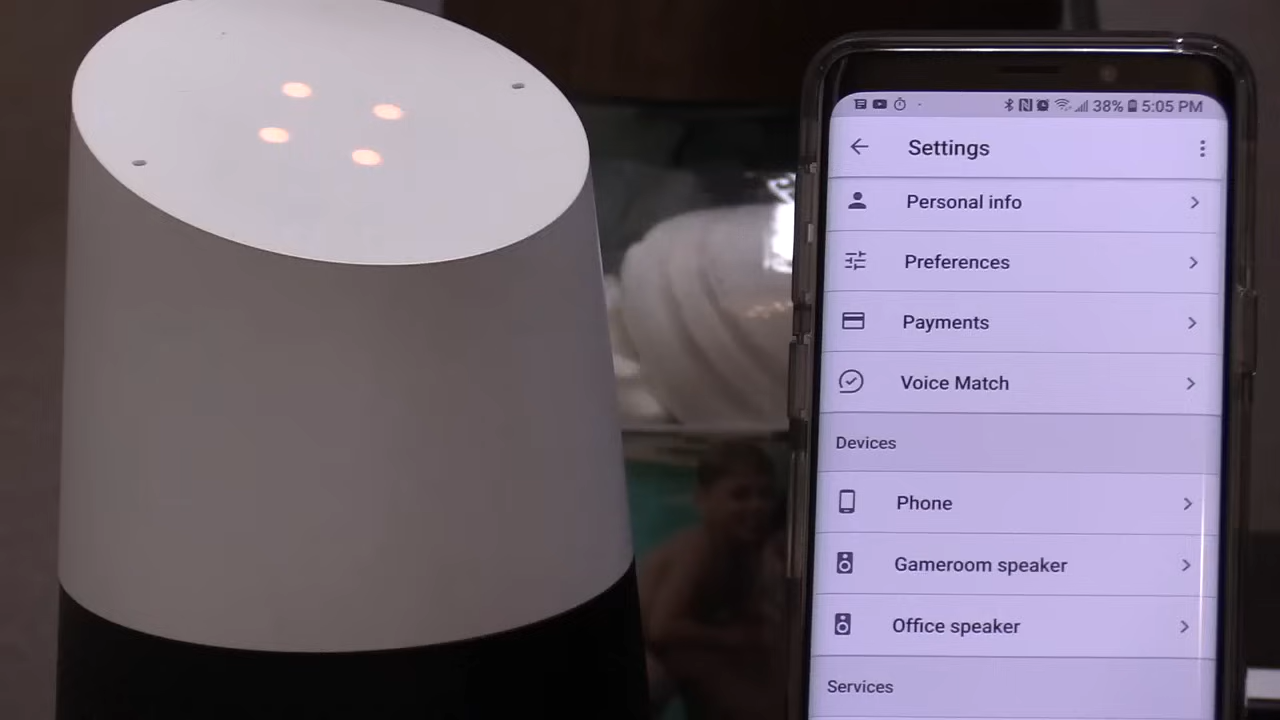 38% 5:05 PM
Settings
Personal info
Preferences
Payments
Voice Match
Devices
Phone
Gameroom speaker
Office speaker
Services